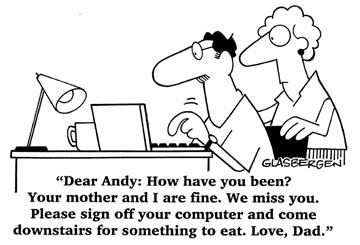 GLASBERGEN
“Dear Andy: How have you been?
Your mother and I are fine. We miss you.
Please sign off your computer and come
downstairs for something to eat. Love, Dad.”